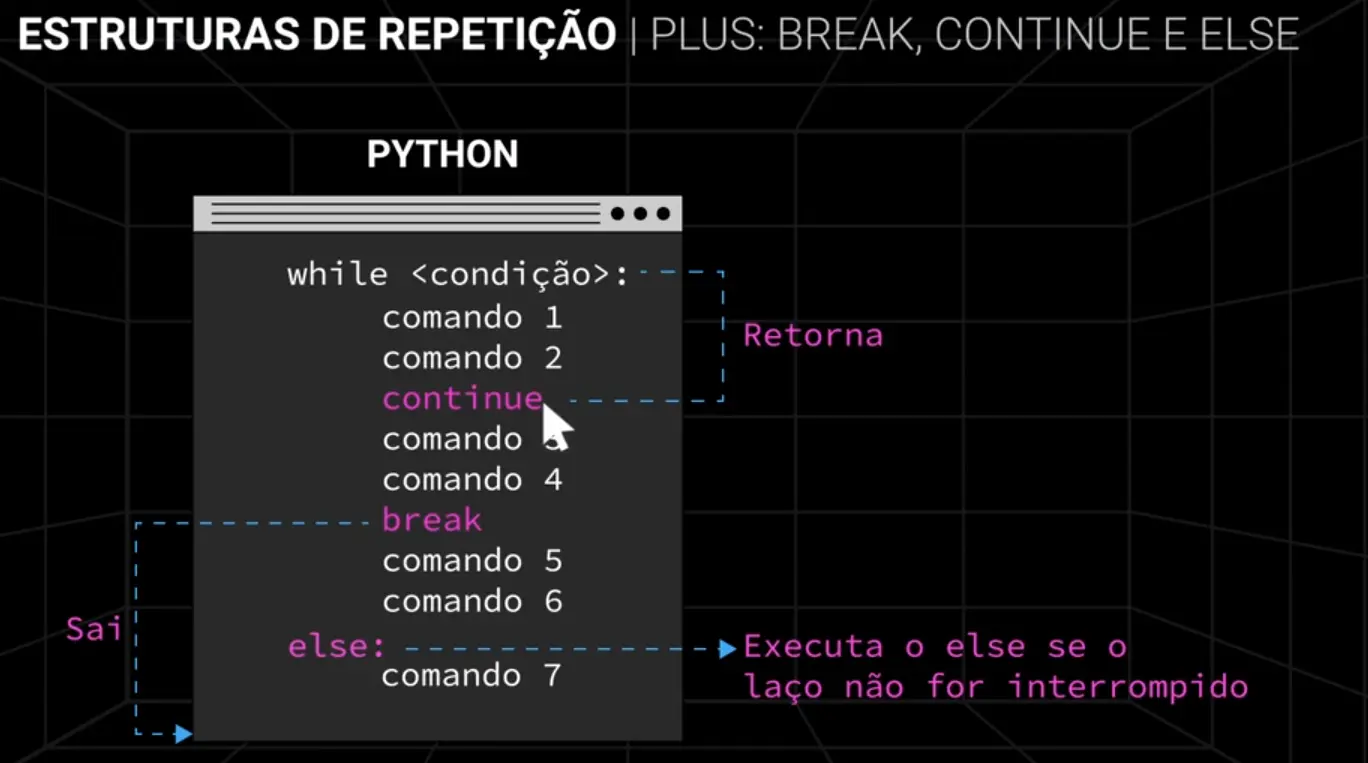 ESTRUTURAS DE REPETIÇÃO | PLUS: BREAK, CONTINUE E ELSE
PYTHON
while <condição>:
comando 1
Retorna
comando 2
continue
comando
comando 4
break
comando 5
comando 6
Sai
else:
Executa o else se o
laço não for interrompido
comando 7